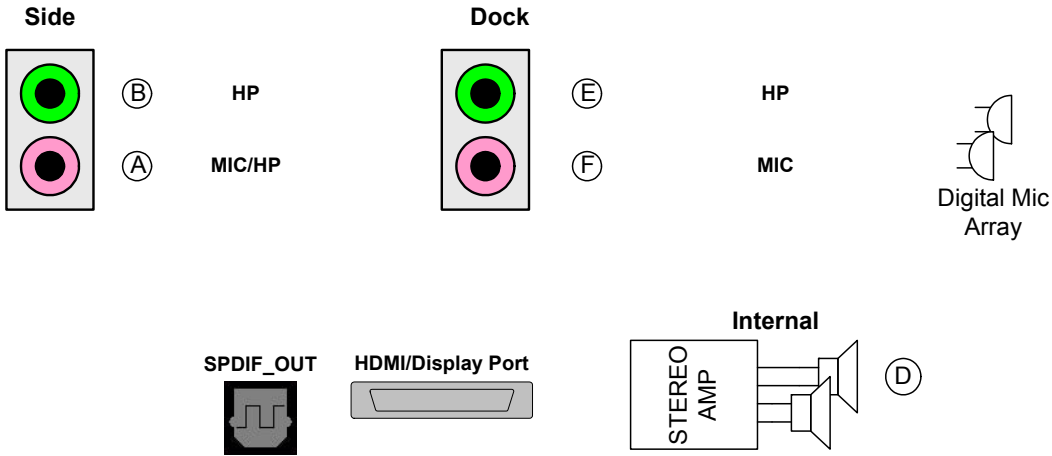 Side
Dock
B
HP
E
HP
A
MIC/HP
F
MIC
Digital Mic
Array
Internal
SPDIF_OUT
HDMI/Display Port
STEREO
AMP
D